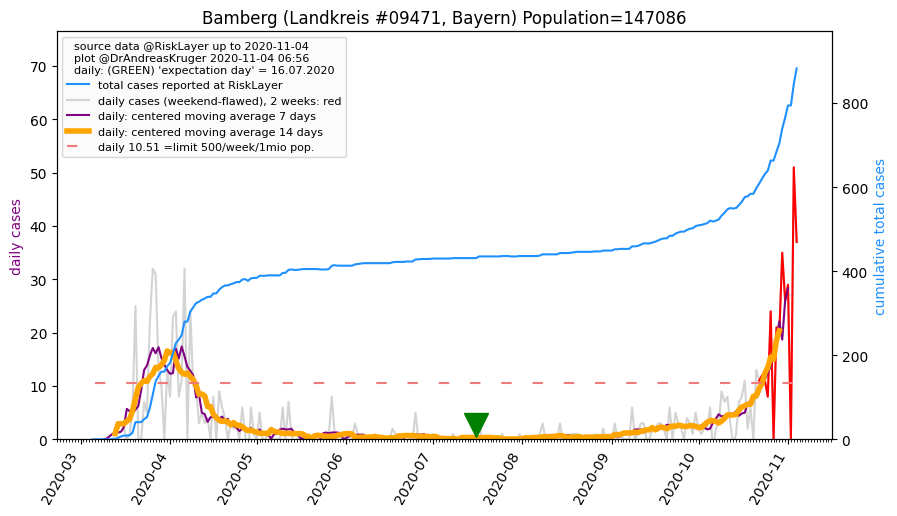 Bamberg (Landkreis #09471, Bayern) Population=147086
source data @RiskLayer up to 2020-11-04
plot @DrAndreasKruger 2020-11-04 06:56
daily: (GREEN) 'expectation day' = 16.07.2020
total cases reported at RiskLayer
daily cases (weekend-flawed), 2 weeks: red
daily: centered moving average 7 days
daily: centered moving average 14 days
daily 10.51 =limit 500/week/1mio pop.
daily cases
70
60
50
40
30
20
10
0
cumulative total cases
800
600
400
200
0
2020-03
2020-04
2020-05
2020-06
2020-07
2020-08
2020-09
2020-10
2020-11